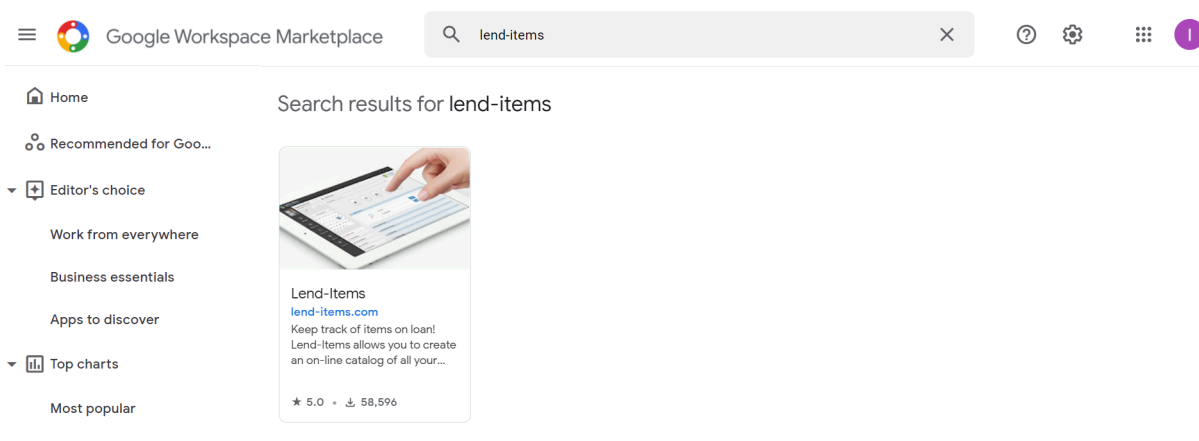 Google Workspace Marketplace
lend-items
I
Home
Recommended for Goo...
Editor's choice
Work from everywhere
Business essentials
Apps to discover
Top charts
Most popular
Search results for lend-items
Lend-Items
lend-items.com
Keep track of items on loan!
Lend-Items allows you to create
an on-line catalog of all your...
★ 5.0 • 58,596